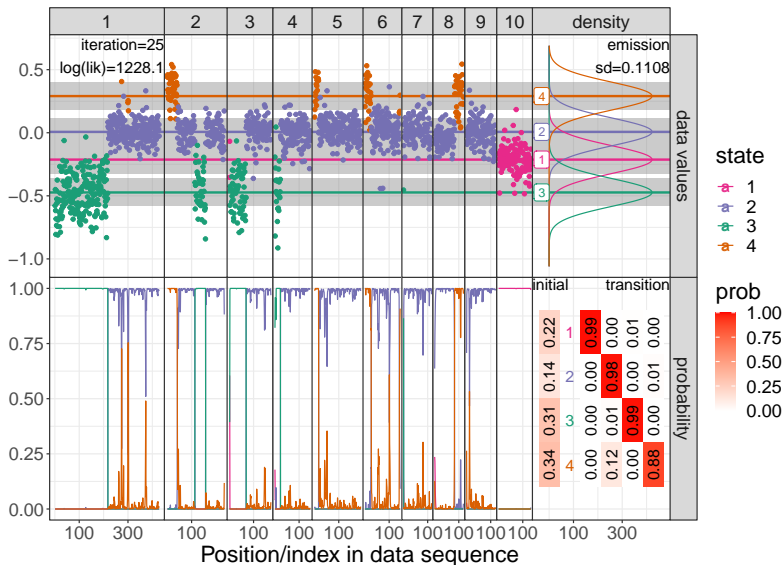 1 2 3 4 5 6 7 8 9 10 density
iteration=25
log(lik)=1228.1
emission
sd=0.1108
0.5
0.0
−0.5
−1.0
4
2
1
3
data values
1.00
0.75
0.50
0.25
0.00
initial transition
0.22 1 0.99 0.00 0.01 0.00
0.14 2 0.00 0.98 0.00 0.01
0.31 3 0.00 0.01 0.99 0.00
0.34 4 0.00 0.12 0.00 0.88
probability
100 300 100 100 100 100 100 100 100 100 100 100 300
Position/index in data sequence
state
a 1
a 2
a 3
a 4
prob
1.00
0.75
0.50
0.25
0.00